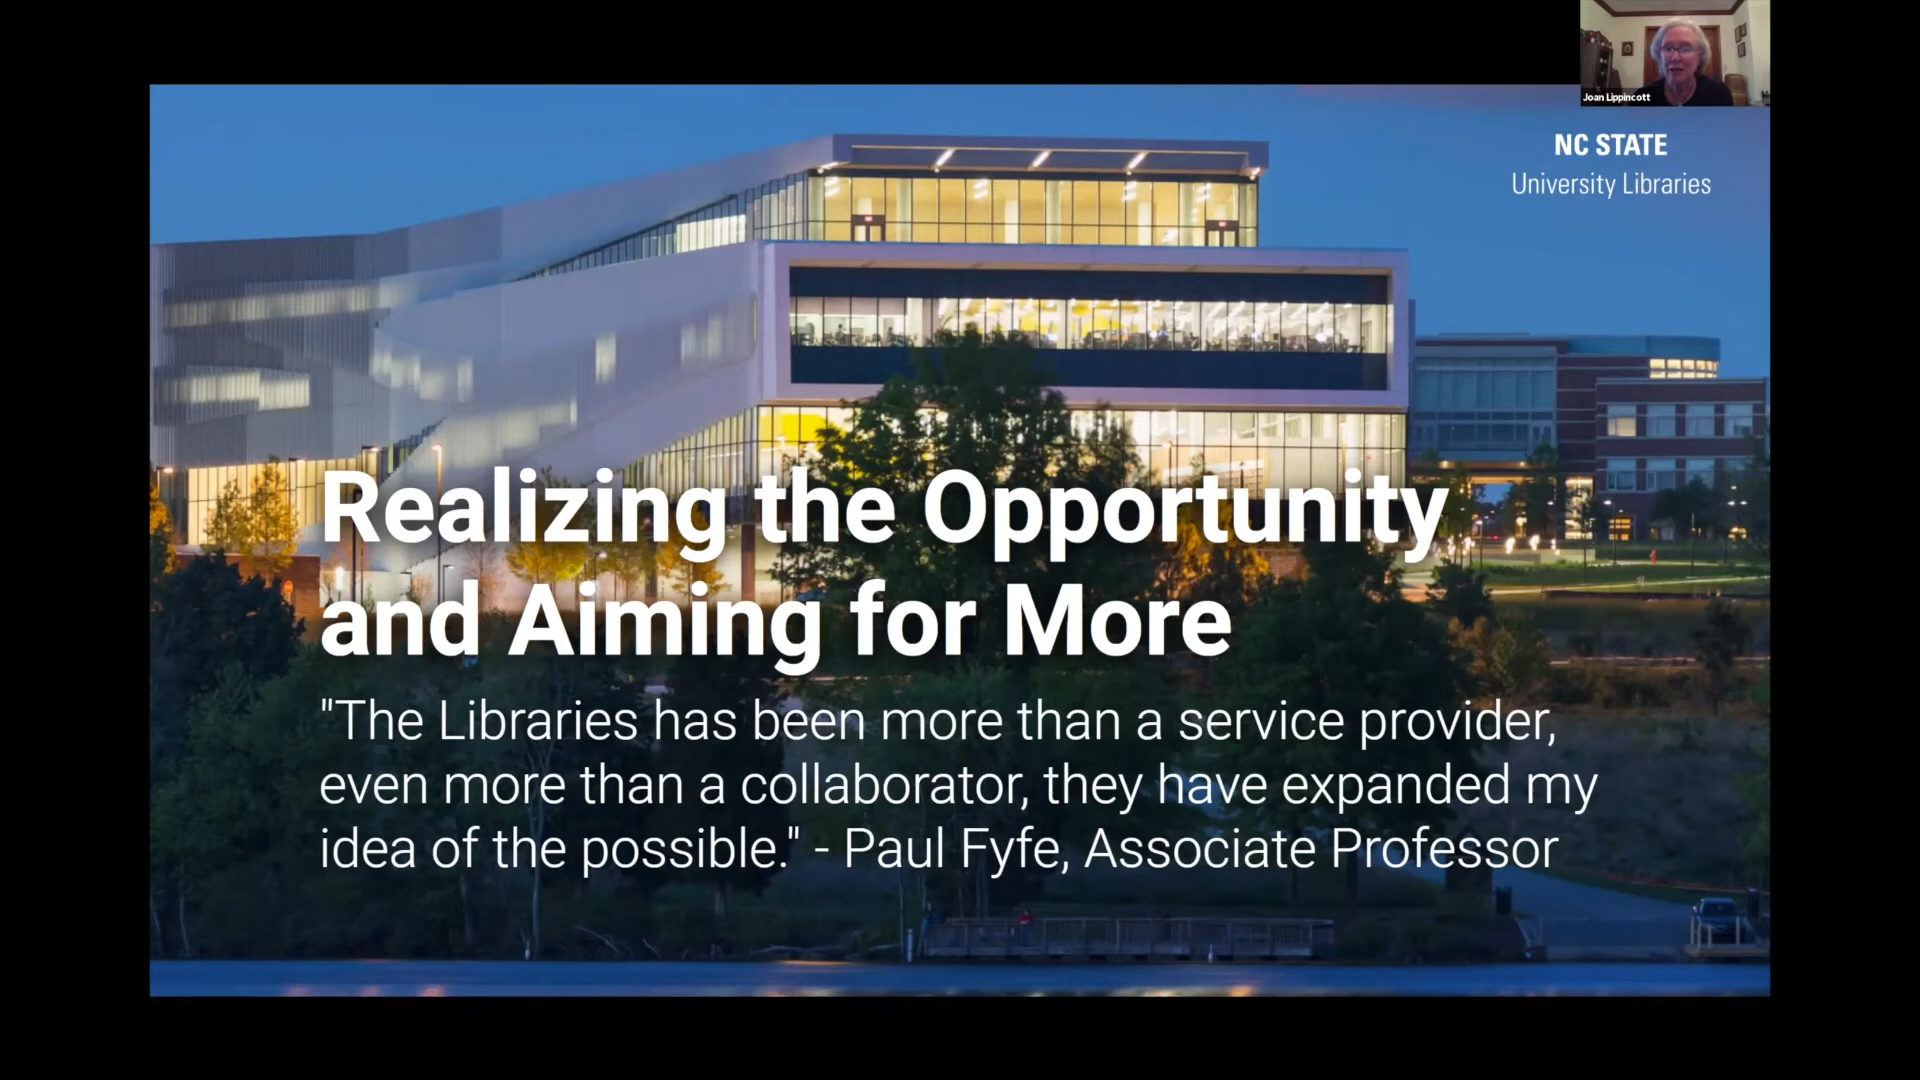 Joan Lippincott
NC STATE
University Libraries
Realizing the Opportunity
and Aiming for More
"The Libraries has been more than a service provider,
even more than a collaborator, they have expanded my
idea of the possible." - Paul Fyfe, Associate Professor